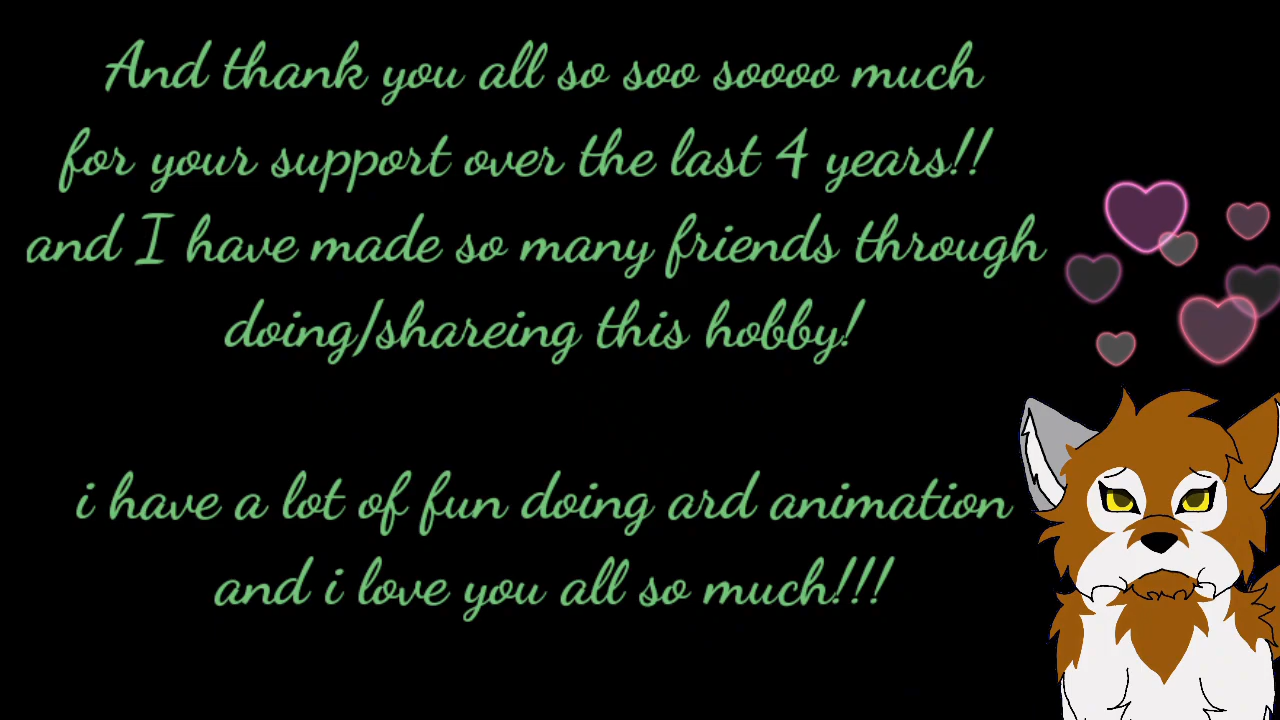 And thank you all so soo soooo much
for your support over the last 4 years!!
and I have made so many friends through
doing/shareing this hobby!
i have a lot of fun doing ard animation
and i love you all so much!!!